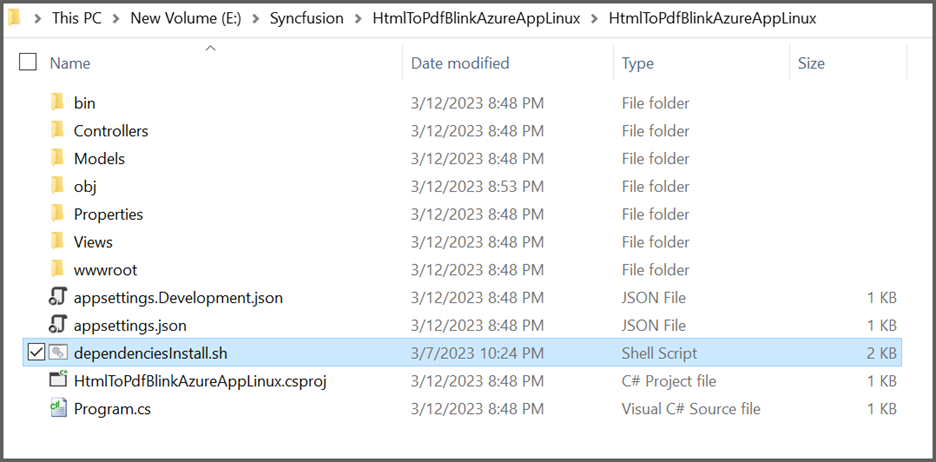 This PC > New Volume (E:) > Syncfusion > HtmlToPdfBlinkAzureAppLinux > HtmlToPdfBlinkAzureAppLinux
Name Date modified Type Size
bin 3/12/2023 8:48 PM File folder
Controllers 3/12/2023 8:48 PM File folder
Models 3/12/2023 8:48 PM File folder
obj 3/12/2023 8:53 PM File folder
Properties 3/12/2023 8:48 PM File folder
Views 3/12/2023 8:48 PM File folder
wwwroot 3/12/2023 8:48 PM File folder
appsettings.Development.json 3/12/2023 8:48 PM JSON File 1 KB
appsettings.json 3/12/2023 8:48 PM JSON File 1 KB
dependenciesInstall.sh 3/7/2023 10:24 PM Shell Script 2 KB
HtmlToPdfBlinkAzureAppLinux.csproj 3/12/2023 8:48 PM C# Project file 1 KB
Program.cs 3/12/2023 8:48 PM Visual C# Source file 1 KB